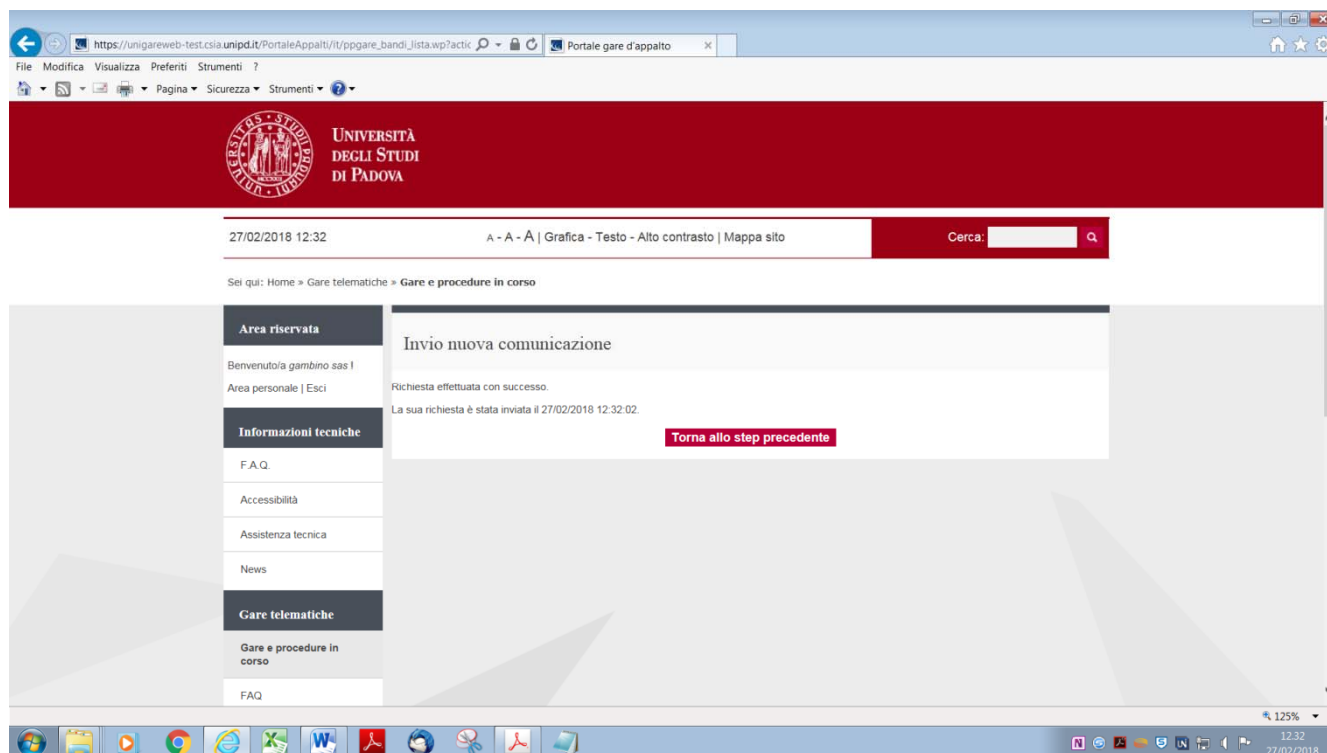 https://unigareweb-test.csia.unipd.it/PortaleAppalti/it/ppgare_bandi_lista.wp?actic
Portale gare d'appalto
File Modifica Visualizza Preferiti Strumenti ?
Pagina Sicurezza Strumenti
UNIVERSITÀ
DEGLI STUDI
DI PADOVA
27/02/2018 12:32
A - A - A | Grafica - Testo - Alto contrasto | Mappa sito
Cerca:
Sei qui: Home » Gare telematiche » Gare e procedure in corso
Area riservata
Benvenuto/a gambino sas !
Area personale | Esci
Informazioni tecniche
F.A.Q.
Accessibilità
Assistenza tecnica
News
Gare telematiche
Gare e procedure in
corso
FAQ
Invio nuova comunicazione
Richiesta effettuata con successo.
La sua richiesta è stata inviata il 27/02/2018 12:32:02.
Torna allo step precedente
125%
12.32
27/02/2018